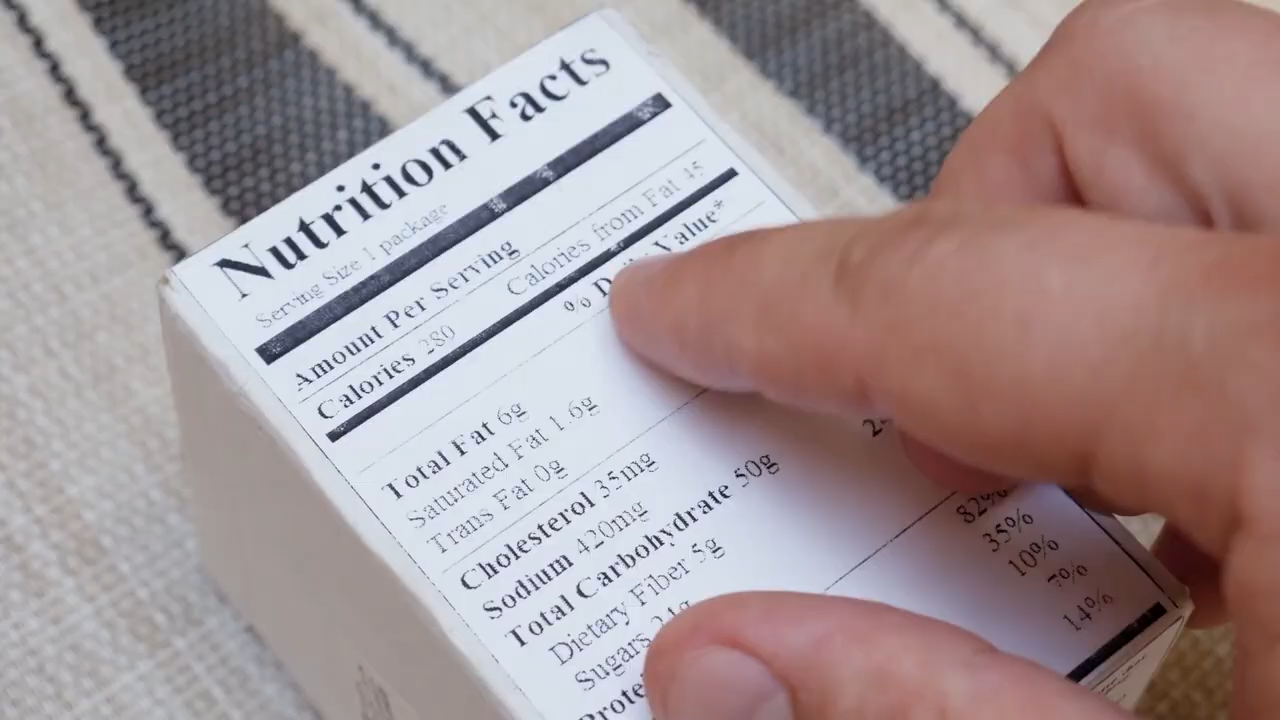 Nutrition Facts
Serving Size 1 package
Amount Per Serving
Calories 280 Calories from Fat 45
% Value*
Total Fat 6g
Saturated Fat 1.6g
Trans Fat 0g
Cholesterol 35mg
Sodium 420mg
Total Carbohydrate 50g
Dietary Fiber 5g
Sugars
82%
35%
10%
14%